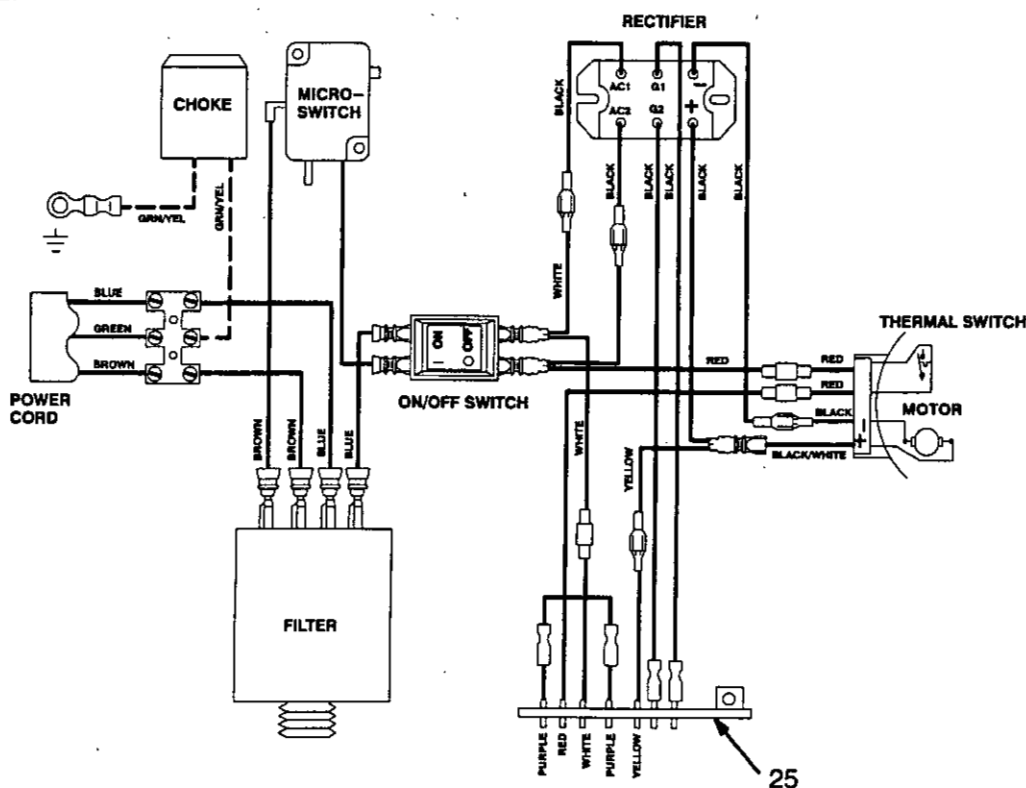 RECTIFIER
CHOKE
MICRO-
SWITCH
AC1 G1 −
AC2 G2 +
BLACK
BLACK
BLACK
BLACK
BLACK
BLACK
GRN/YEL
GRN/YEL
WHITE
BLUE
GREEN
BROWN
POWER
CORD
ON OFF
ON/OFF SWITCH
THERMAL SWITCH
RED
RED
RED
BLACK
MOTOR
−
+
BLACK/WHITE
BROWN
BROWN
BLUE
BLUE
WHITE
YELLOW
FILTER
PURPLE
RED
WHITE
PURPLE
YELLOW
25